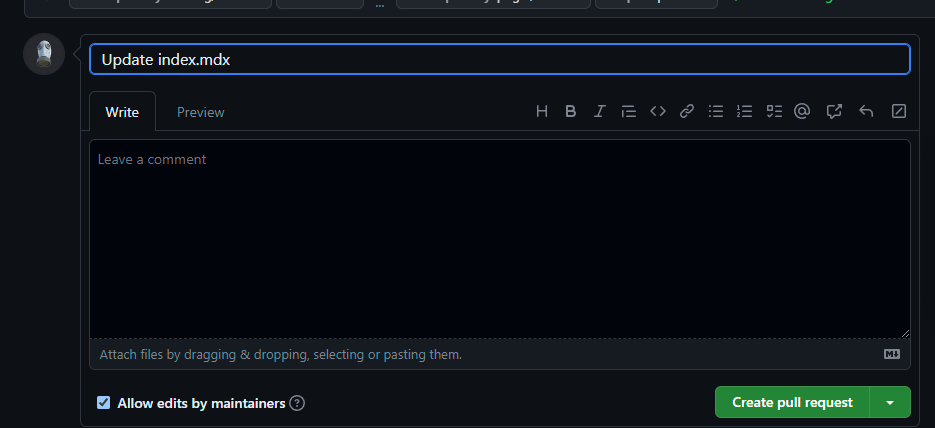 Update index.mdx
Write Preview
Leave a comment
Attach files by dragging & dropping, selecting or pasting them.
Allow edits by maintainers
Create pull request